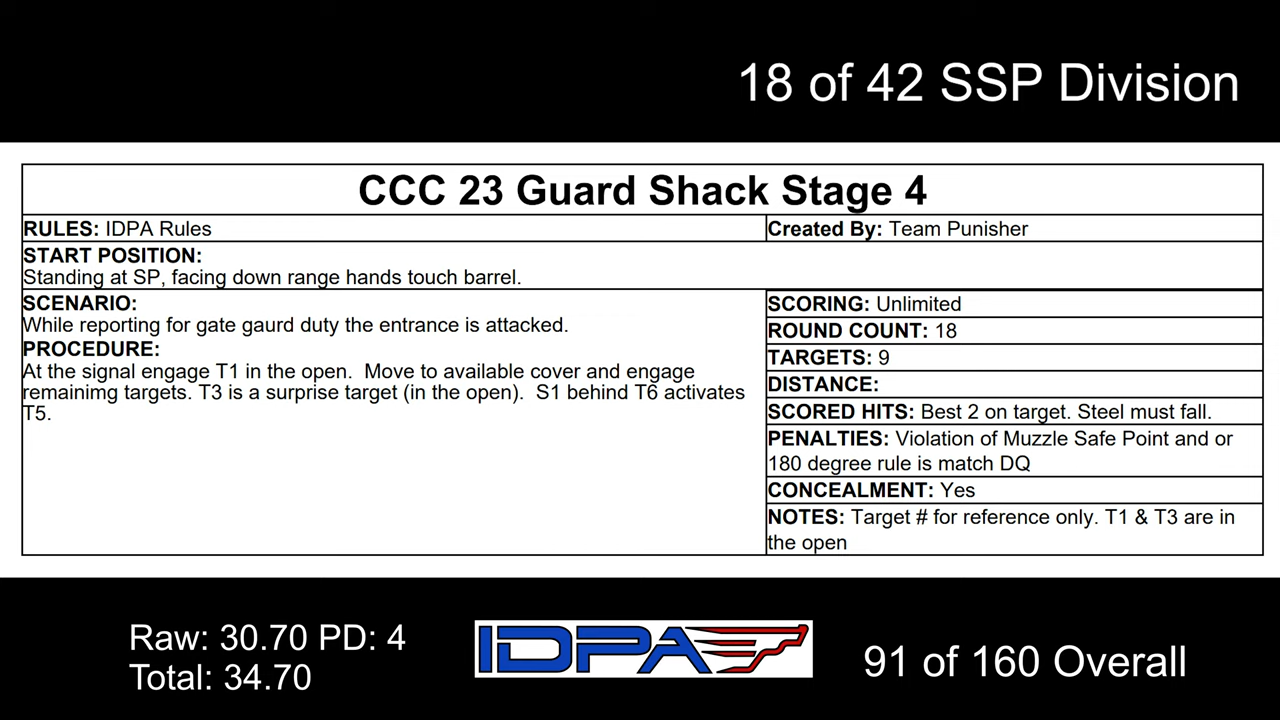 18 of 42 SSP Division
CCC 23 Guard Shack Stage 4
RULES: IDPA Rules
Created By: Team Punisher
START POSITION:
Standing at SP, facing down range hands touch barrel.
SCENARIO:
While reporting for gate gaurd duty the entrance is attacked.
PROCEDURE:
At the signal engage T1 in the open.  Move to available cover and engage
remainimg targets. T3 is a surprise target (in the open).  S1 behind T6 activates
T5.
SCORING: Unlimited
ROUND COUNT: 18
TARGETS: 9
DISTANCE:
SCORED HITS: Best 2 on target. Steel must fall.
PENALTIES: Violation of Muzzle Safe Point and or
180 degree rule is match DQ
CONCEALMENT: Yes
NOTES: Target # for reference only. T1 & T3 are in
the open
Raw: 30.70 PD: 4
Total: 34.70
IDPA
91 of 160 Overall